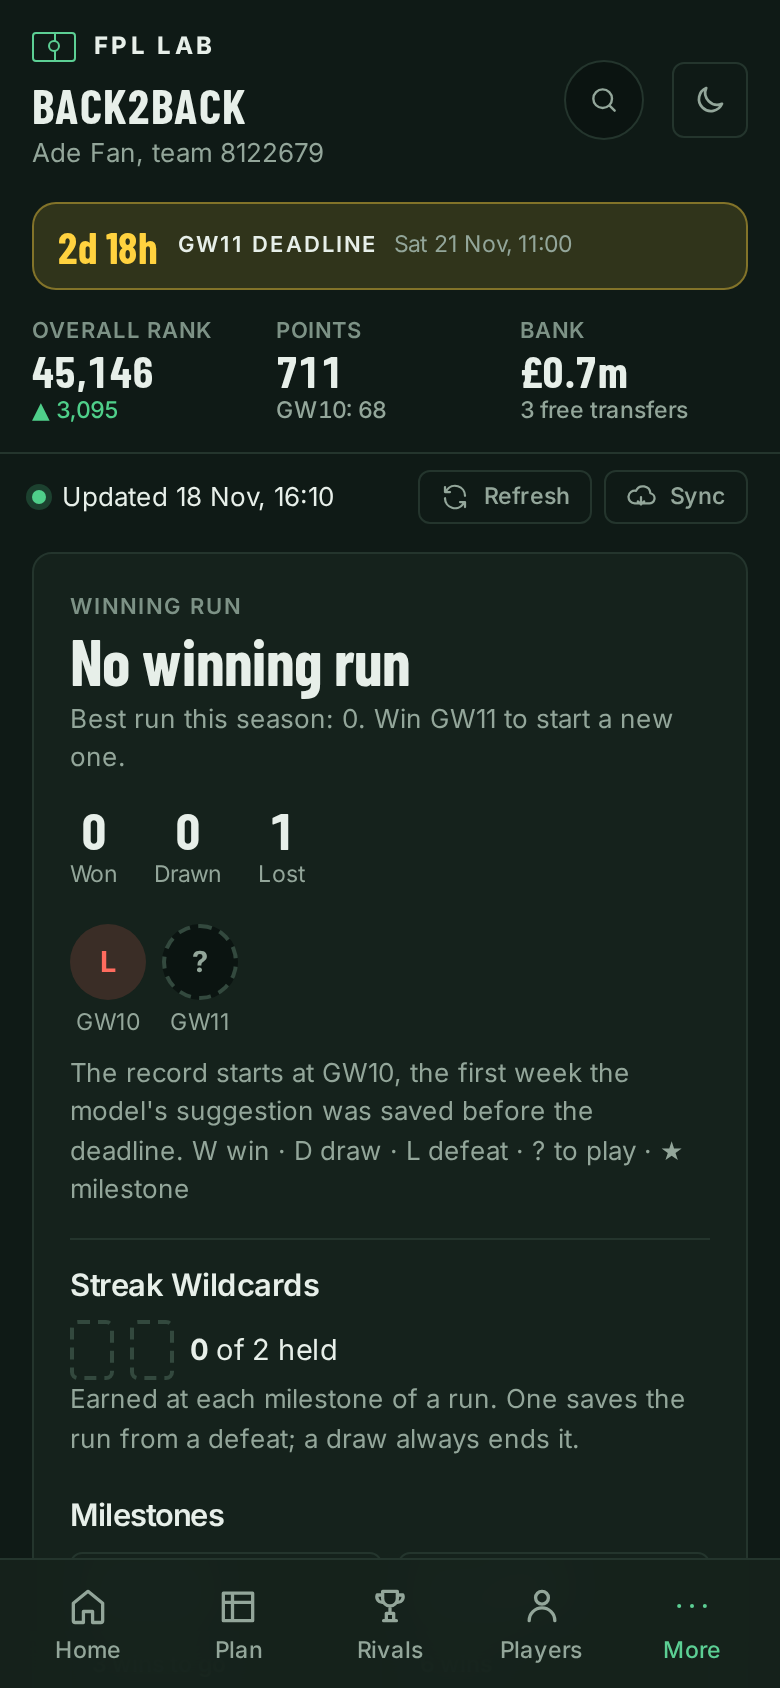 FPL LAB
BACK2BACK
Ade Fan, team 8122679
2d 18h GW11 DEADLINE Sat 21 Nov, 11:00
OVERALL RANK POINTS BANK
45,146 711 £0.7m
▲ 3,095 GW10: 68 3 free transfers
Updated 18 Nov, 16:10 Refresh Sync
WINNING RUN
No winning run
Best run this season: 0. Win GW11 to start a new
one.
0 0 1
Won Drawn Lost
L ?
GW10 GW11
The record starts at GW10, the first week the
model's suggestion was saved before the
deadline. W win · D draw · L defeat · ? to play · ★
milestone
Streak Wildcards
0 of 2 held
Earned at each milestone of a run. One saves the
run from a defeat; a draw always ends it.
Milestones
Home Plan Rivals Players More